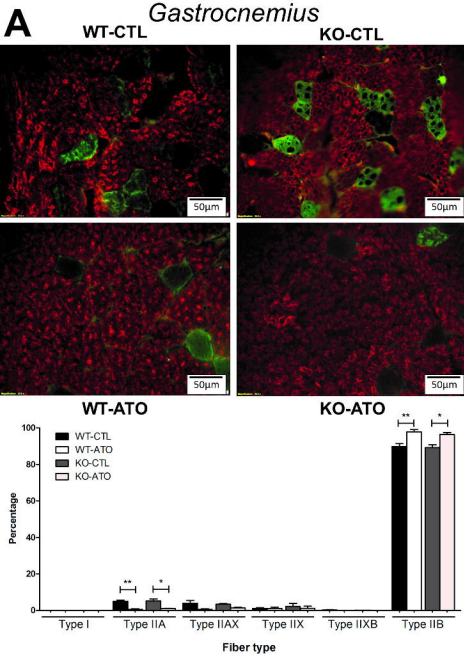 A
Gastrocnemius
WT-CTL
KO-CTL
50µm
50µm
50µm
50µm
WT-ATO
KO-ATO
100
80
60
40
20
0
Percentage
WT-CTL
WT-ATO
KO-CTL
KO-ATO
**
*
**
*
Type I
Type IIA
Type IIAX
Type IIX
Type IIXB
Type IIB
Fiber type